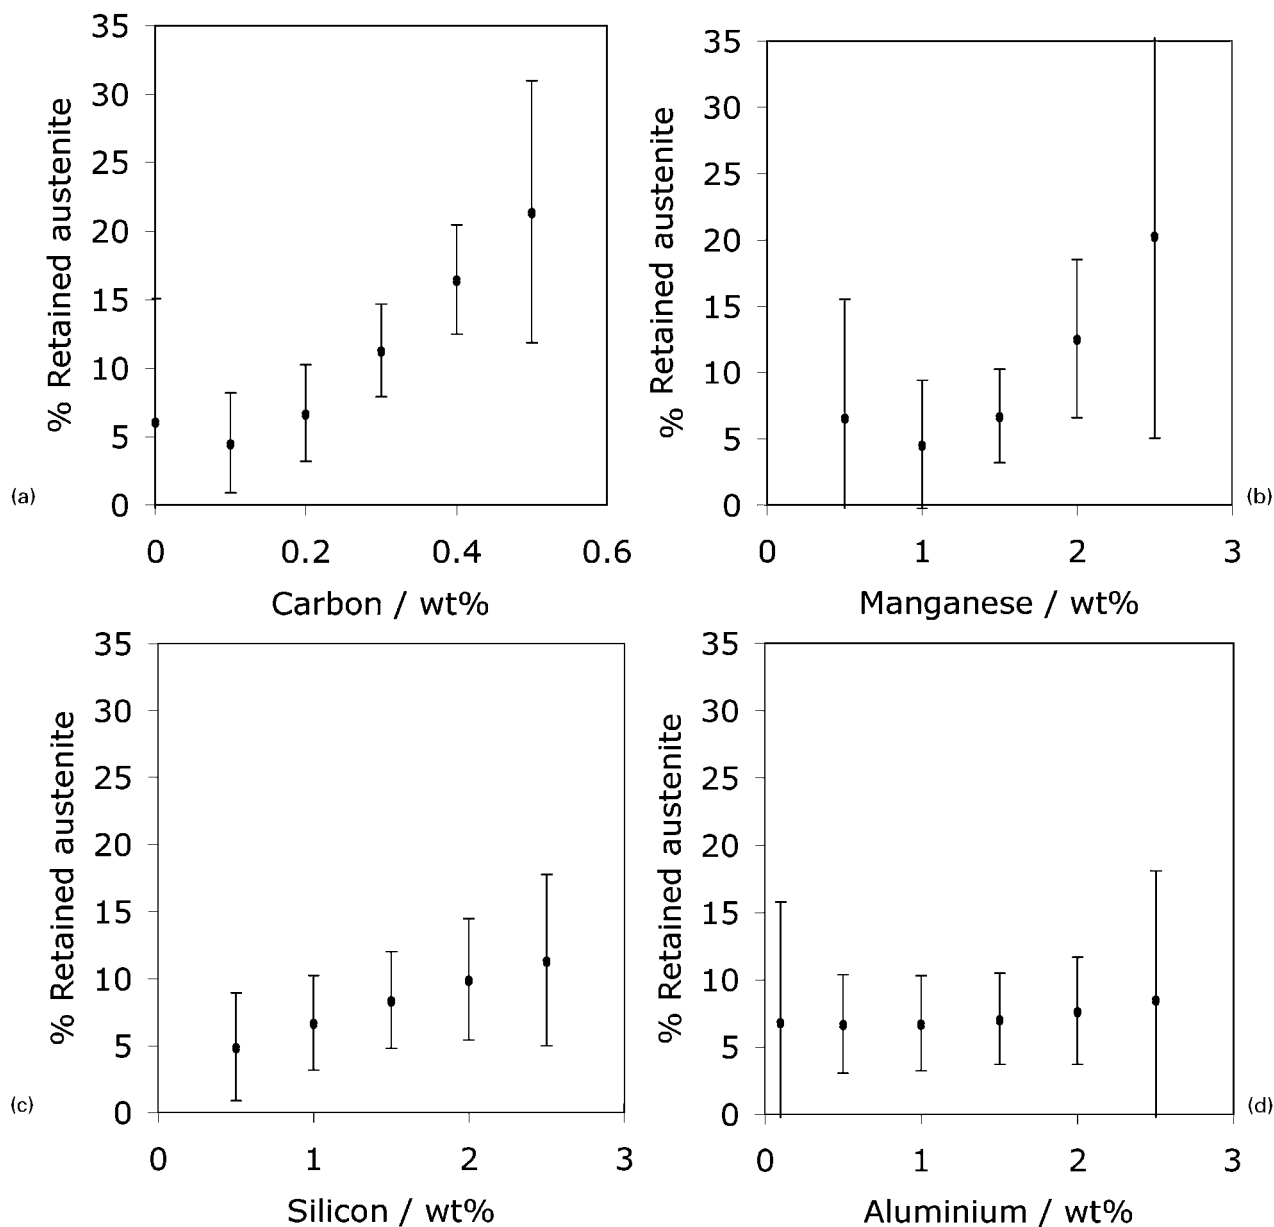 35
30
25
20
15
10
5
0
% Retained austenite
(a)
0 0.2 0.4 0.6
Carbon / wt%
35
30
25
20
15
10
5
0
% Retained austenite
(b)
0 1 2 3
Manganese / wt%
35
30
25
20
15
10
5
0
% Retained austenite
(c)
0 1 2 3
Silicon / wt%
35
30
25
20
15
10
5
0
% Retained austenite
(d)
0 1 2 3
Aluminium / wt%